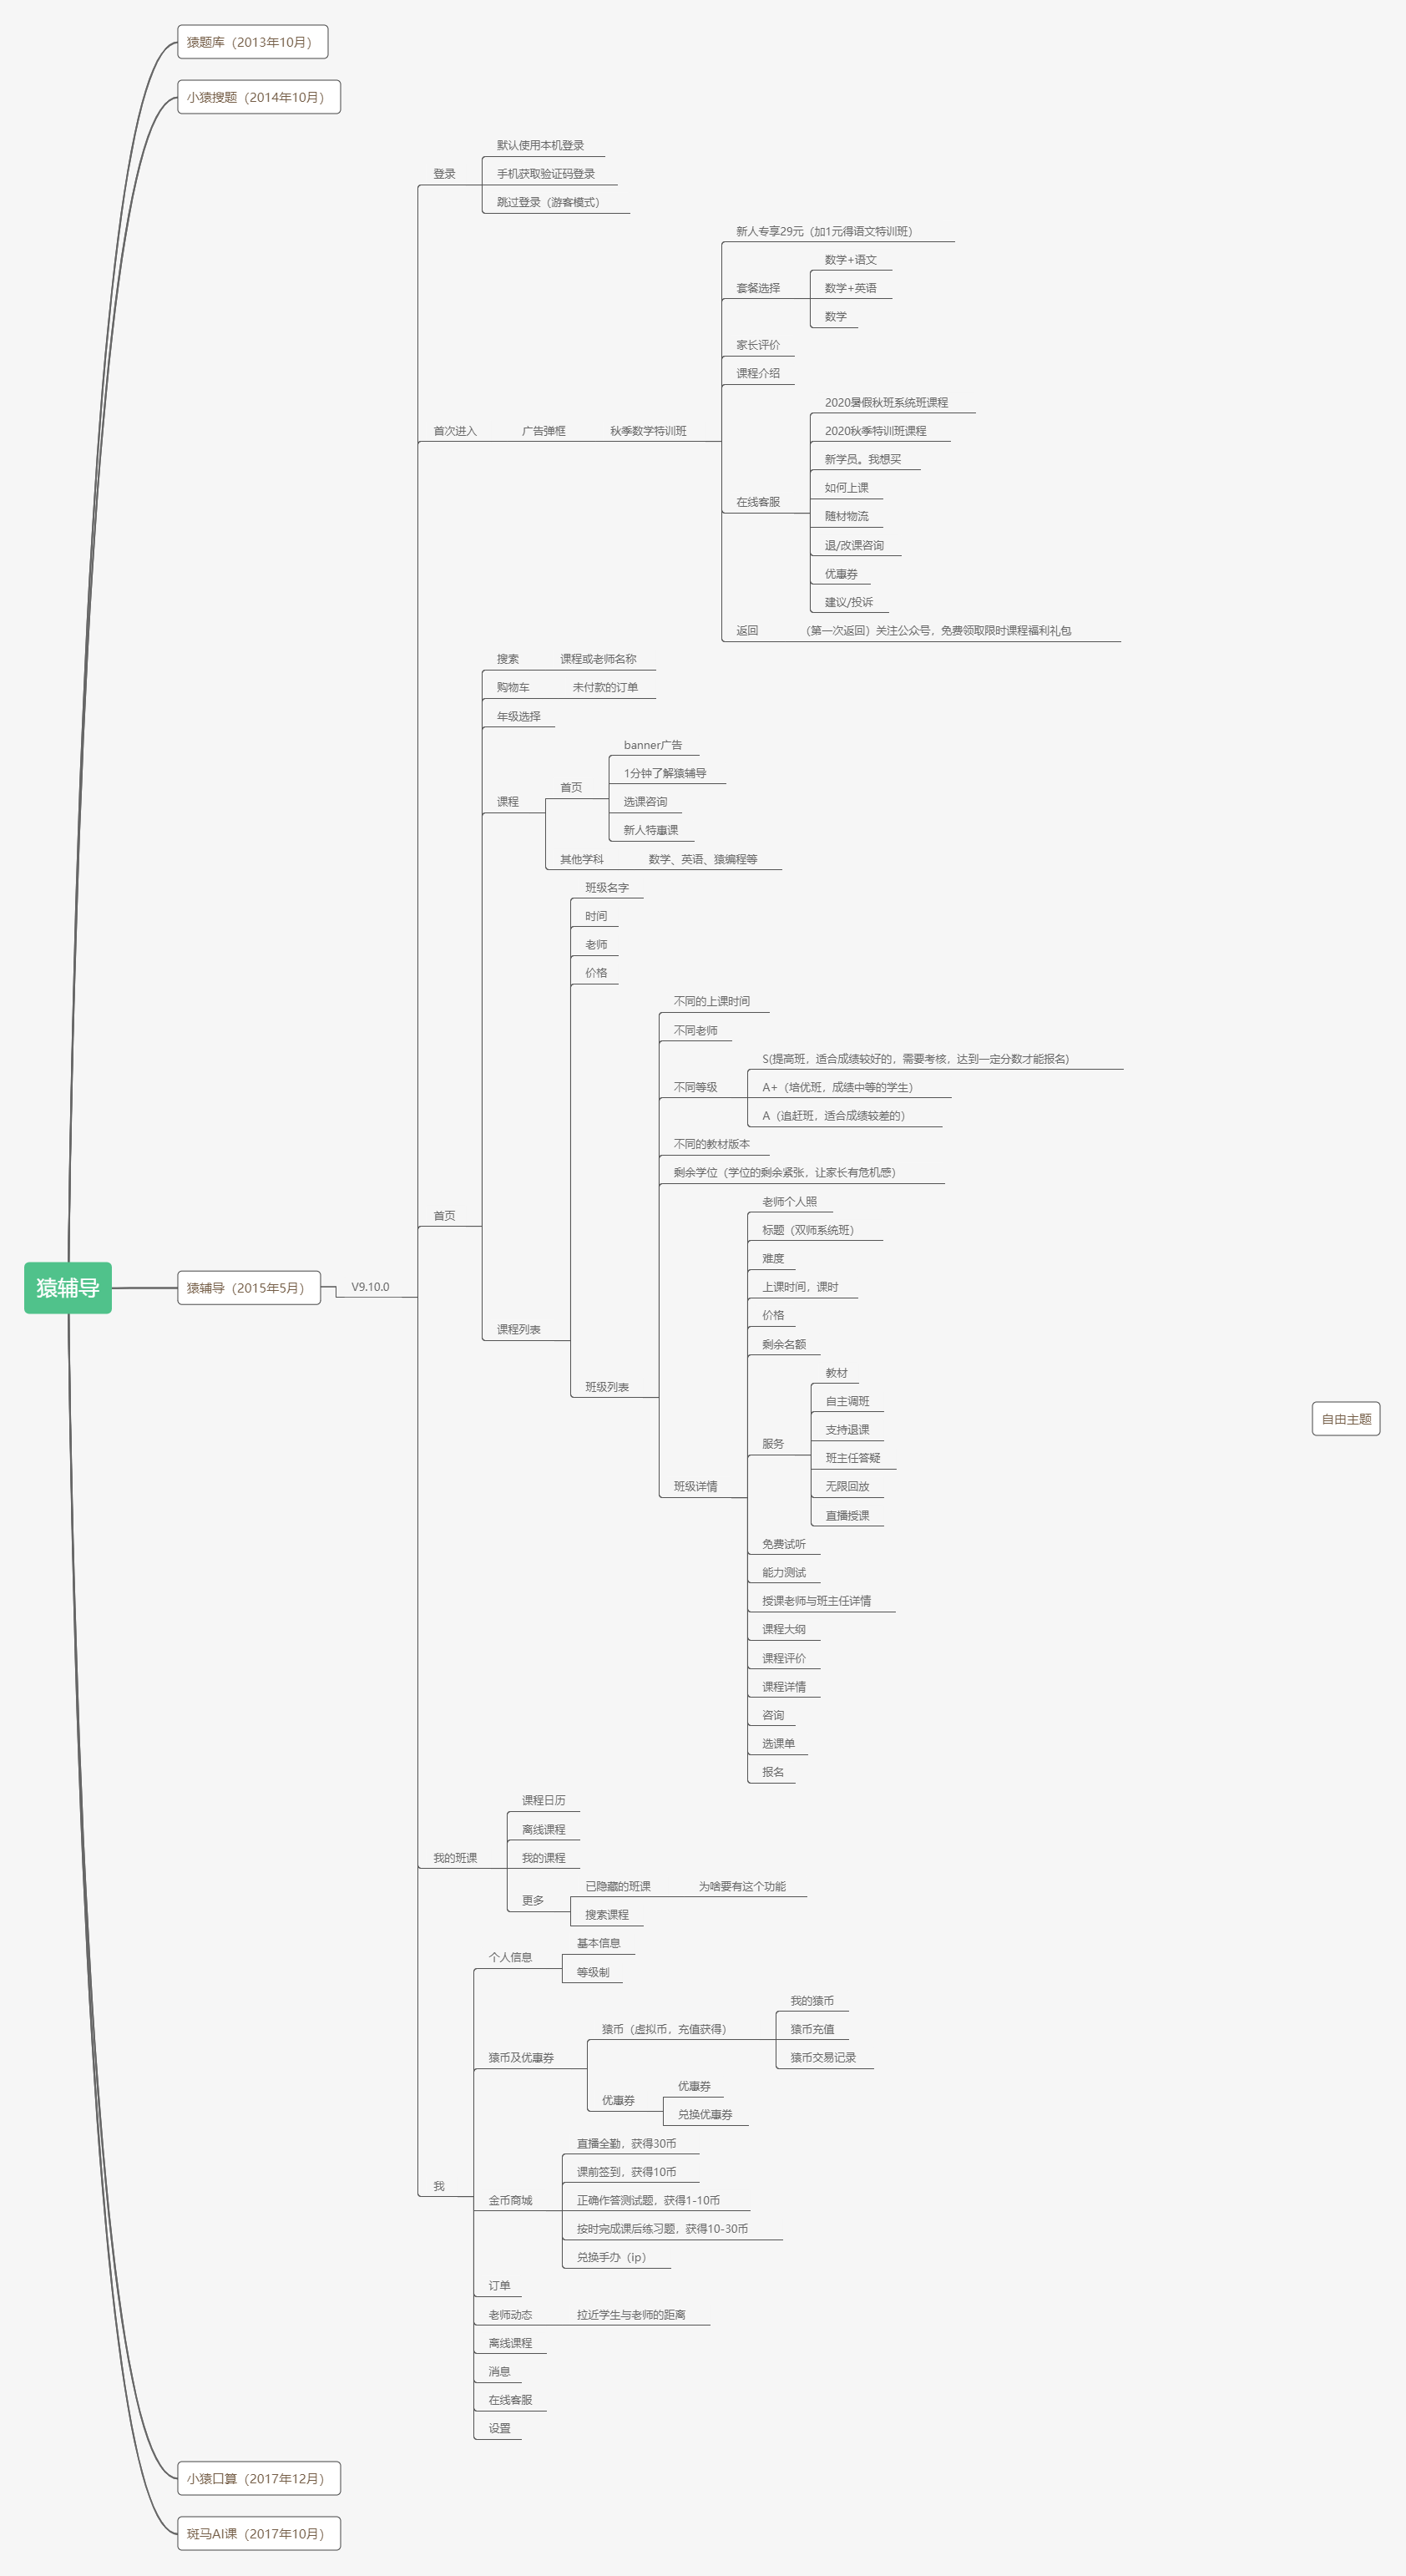 猿题库（2013年10月）
小猿搜题（2014年10月）
默认使用本机登录
登录
手机获取验证码登录
跳过登录（游客模式）
新人专享29元（加1元得语文特训班）
数学+语文
套餐选择
数学+英语
数学
家长评价
课程介绍
2020暑假秋班系统班课程
首次进入
广告弹框
秋季数学特训班
2020秋季特训班课程
新学员。我想买
如何上课
在线客服
随材物流
退/改课咨询
优惠券
建议/投诉
返回
（第一次返回）关注公众号，免费领取限时课程福利礼包
搜索
课程或老师名称
购物车
未付款的订单
年级选择
banner广告
1分钟了解猿辅导
首页
课程
选课咨询
新人特惠课
其他学科
数学、英语、猿编程等
班级名字
时间
老师
价格
不同的上课时间
不同老师
S(提高班，适合成绩较好的，需要考核，达到一定分数才能报名)
不同等级
A+（培优班，成绩中等的学生）
A（追赶班，适合成绩较差的）
不同的教材版本
剩余学位（学位的剩余紧张，让家长有危机感）
老师个人照
首页
标题（双师系统班）
难度
猿辅导
猿辅导（2015年5月）
V9.10.0
上课时间，课时
价格
课程列表
剩余名额
教材
班级列表
自主调班
自由主题
支持退课
服务
班主任答疑
班级详情
无限回放
直播授课
免费试听
能力测试
授课老师与班主任详情
课程大纲
课程评价
课程详情
咨询
选课单
报名
课程日历
离线课程
我的班课
我的课程
已隐藏的班课
为啥要有这个功能
更多
搜索课程
基本信息
个人信息
等级制
我的猿币
猿币（虚拟币，充值获得）
猿币充值
猿币及优惠券
猿币交易记录
优惠券
优惠券
兑换优惠券
直播全勤，获得30币
课前签到，获得10币
我
金币商城
正确作答测试题，获得1-10币
按时完成课后练习题，获得10-30币
兑换手办（ip）
订单
老师动态
拉近学生与老师的距离
离线课程
消息
在线客服
设置
小猿口算（2017年12月）
斑马AI课（2017年10月）